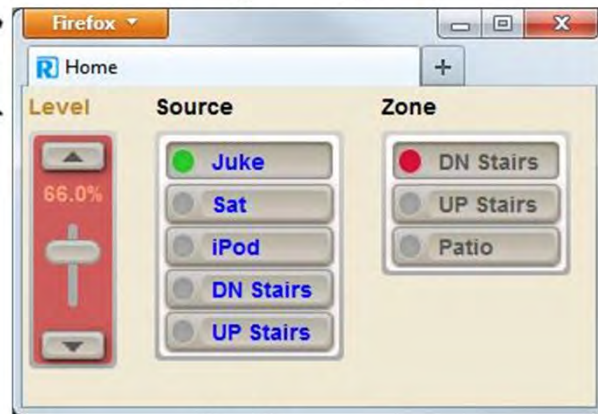 Firefox
Home
+
Level
Source
Zone
66.0%
Juke
Sat
iPod
DN Stairs
UP Stairs
DN Stairs
UP Stairs
Patio